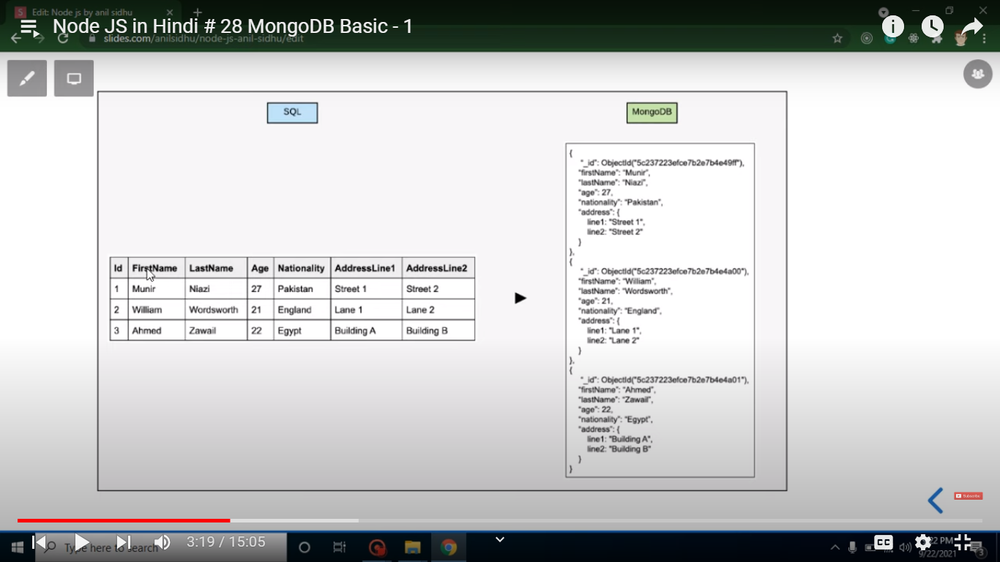 Edit: Node js by anil sidhu
Node JS in Hindi # 28 MongoDB Basic - 1
slides.com/anilsidhu/node-js-anil-sidhu/edit
SQL
MongoDB
Id FirstName LastName Age Nationality AddressLine1 AddressLine2
1 Munir Niazi 27 Pakistan Street 1 Street 2
2 William Wordsworth 21 England Lane 1 Lane 2
3 Ahmed Zawail 22 Egypt Building A Building B
{
"_id": ObjectId("5c237223efce7b2e7b4e49ff"),
"firstName": "Munir",
"lastName": "Niazi",
"age": 27,
"nationality": "Pakistan",
"address": {
line1: "Street 1",
line2: "Street 2"
}
},
{
"_id": ObjectId("5c237223efce7b2e7b4e4a00"),
"firstName": "William",
"lastName": "Wordsworth",
"age": 21,
"nationality": "England",
"address": {
line1: "Lane 1",
line2: "Lane 2"
}
},
{
"_id": ObjectId("5c237223efce7b2e7b4e4a01"),
"firstName": "Ahmed",
"lastName": "Zawail",
"age": 22,
"nationality": "Egypt",
"address": {
line1: "Building A",
line2: "Building B"
}
}
Subscribe
3:19 / 15:05
Type here to search
CC
22 PM
9/22/2021
3